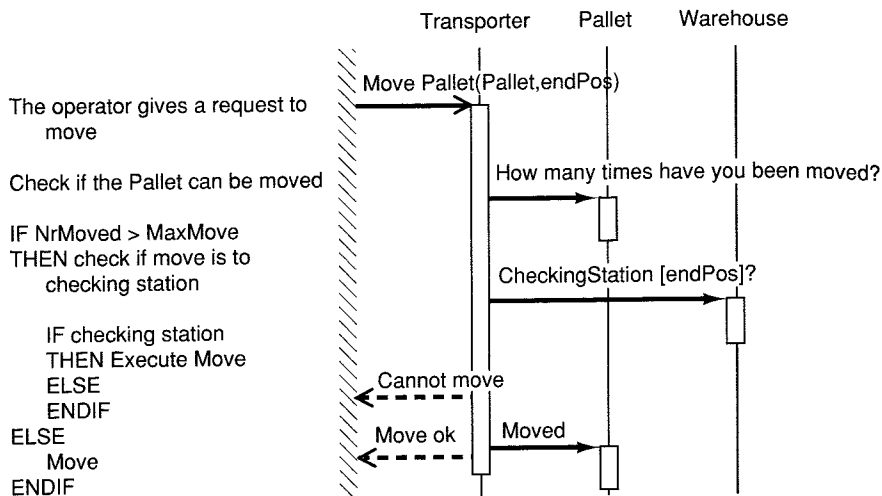 Transporter Pallet Warehouse
Move Pallet(Pallet,endPos)
The operator gives a request to
move
How many times have you been moved?
Check if the Pallet can be moved
IF NrMoved > MaxMove
THEN check if move is to
checking station
CheckingStation [endPos]?
IF checking station
THEN Execute Move
ELSE
Cannot move
ENDIF
ELSE
Move ok
Moved
Move
ENDIF